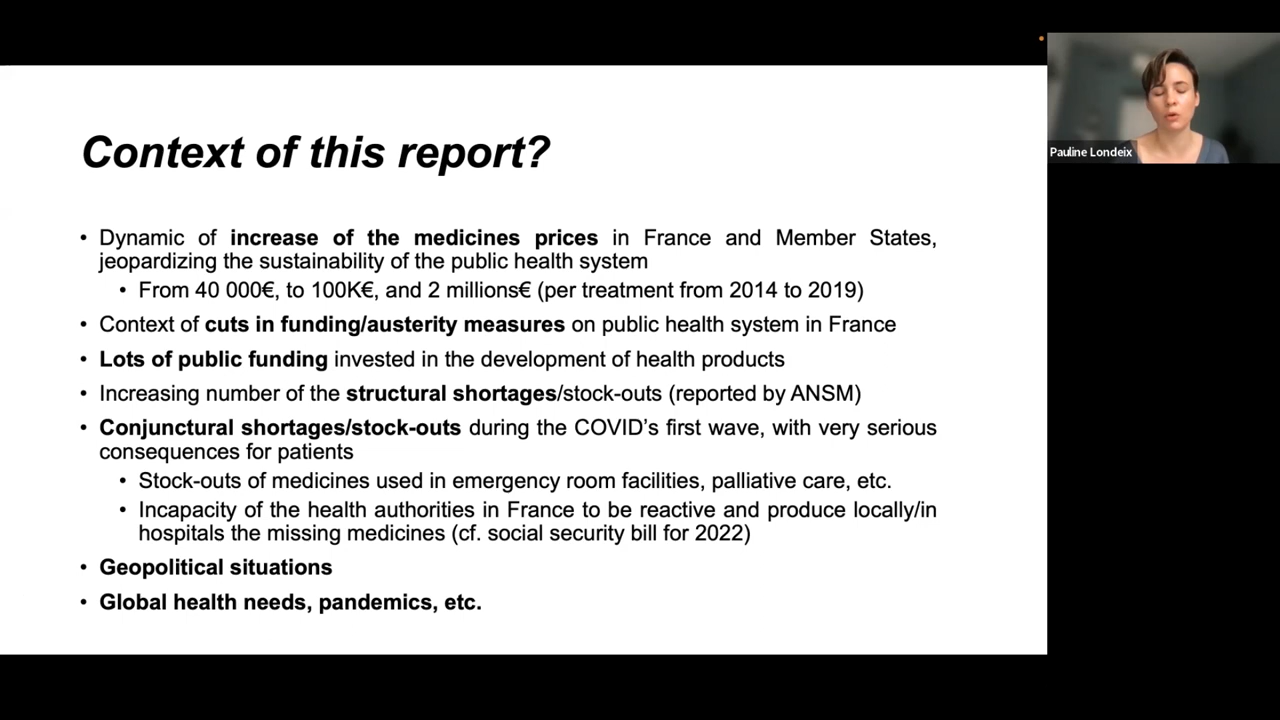 Context of this report?
• Dynamic of increase of the medicines prices in France and Member States,
jeopardizing the sustainability of the public health system
• From 40 000€, to 100K€, and 2 millions€ (per treatment from 2014 to 2019)
• Context of cuts in funding/austerity measures on public health system in France
• Lots of public funding invested in the development of health products
• Increasing number of the structural shortages/stock-outs (reported by ANSM)
• Conjunctural shortages/stock-outs during the COVID's first wave, with very serious
consequences for patients
• Stock-outs of medicines used in emergency room facilities, palliative care, etc.
• Incapacity of the health authorities in France to be reactive and produce locally/in
hospitals the missing medicines (cf. social security bill for 2022)
• Geopolitical situations
• Global health needs, pandemics, etc.
Pauline Londeix